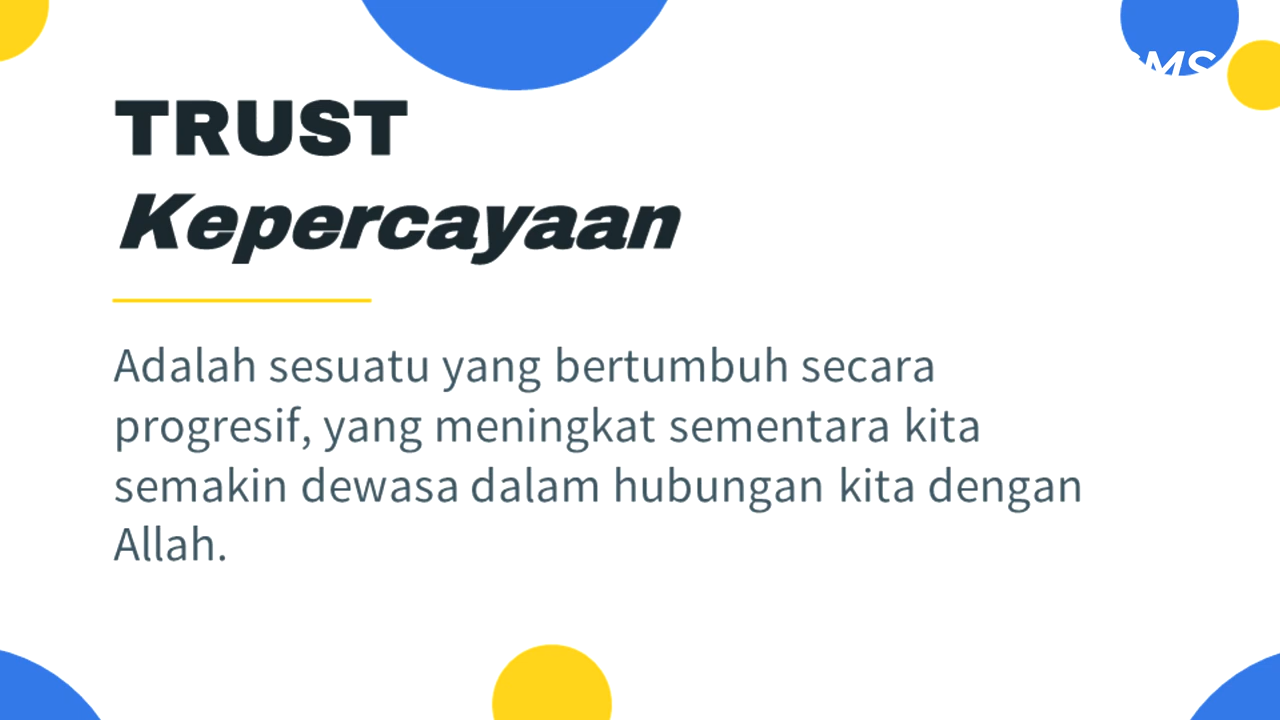 TRUST
Kepercayaan
Adalah sesuatu yang bertumbuh secara
progresif, yang meningkat sementara kita
semakin dewasa dalam hubungan kita dengan
Allah.